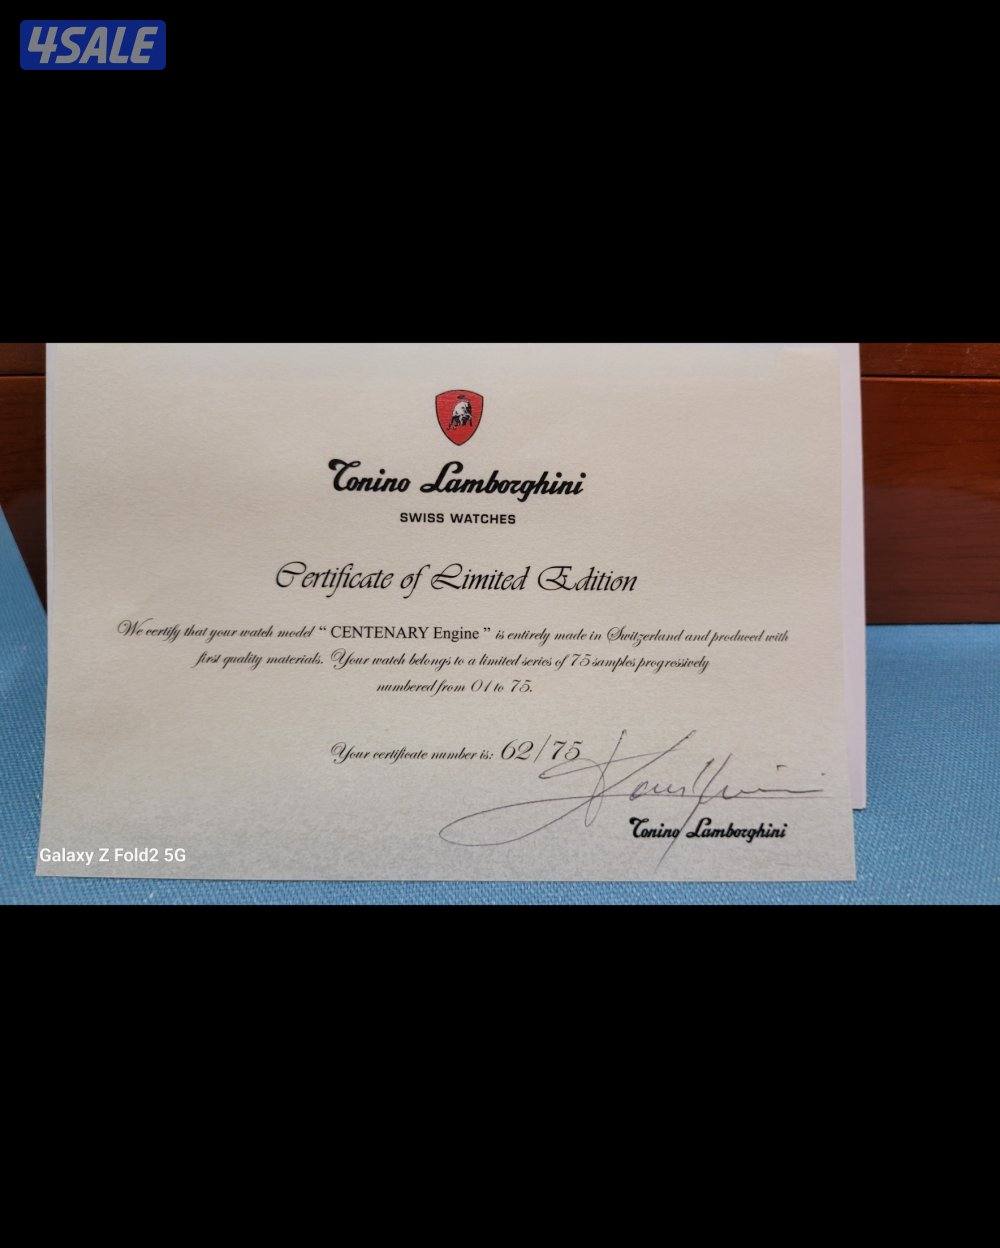 4SALE
Tonino Lamborghini
SWISS WATCHES
Certificate of Limited Edition
We certify that your watch model “ CENTENARY Engine ” is entirely made in Switzerland and produced with
first quality materials. Your watch belongs to a limited series of 75 samples progressively
numbered from 01 to 75.
Your certificate number is: 62/75
Tonino Lamborghini
Galaxy Z Fold2 5G